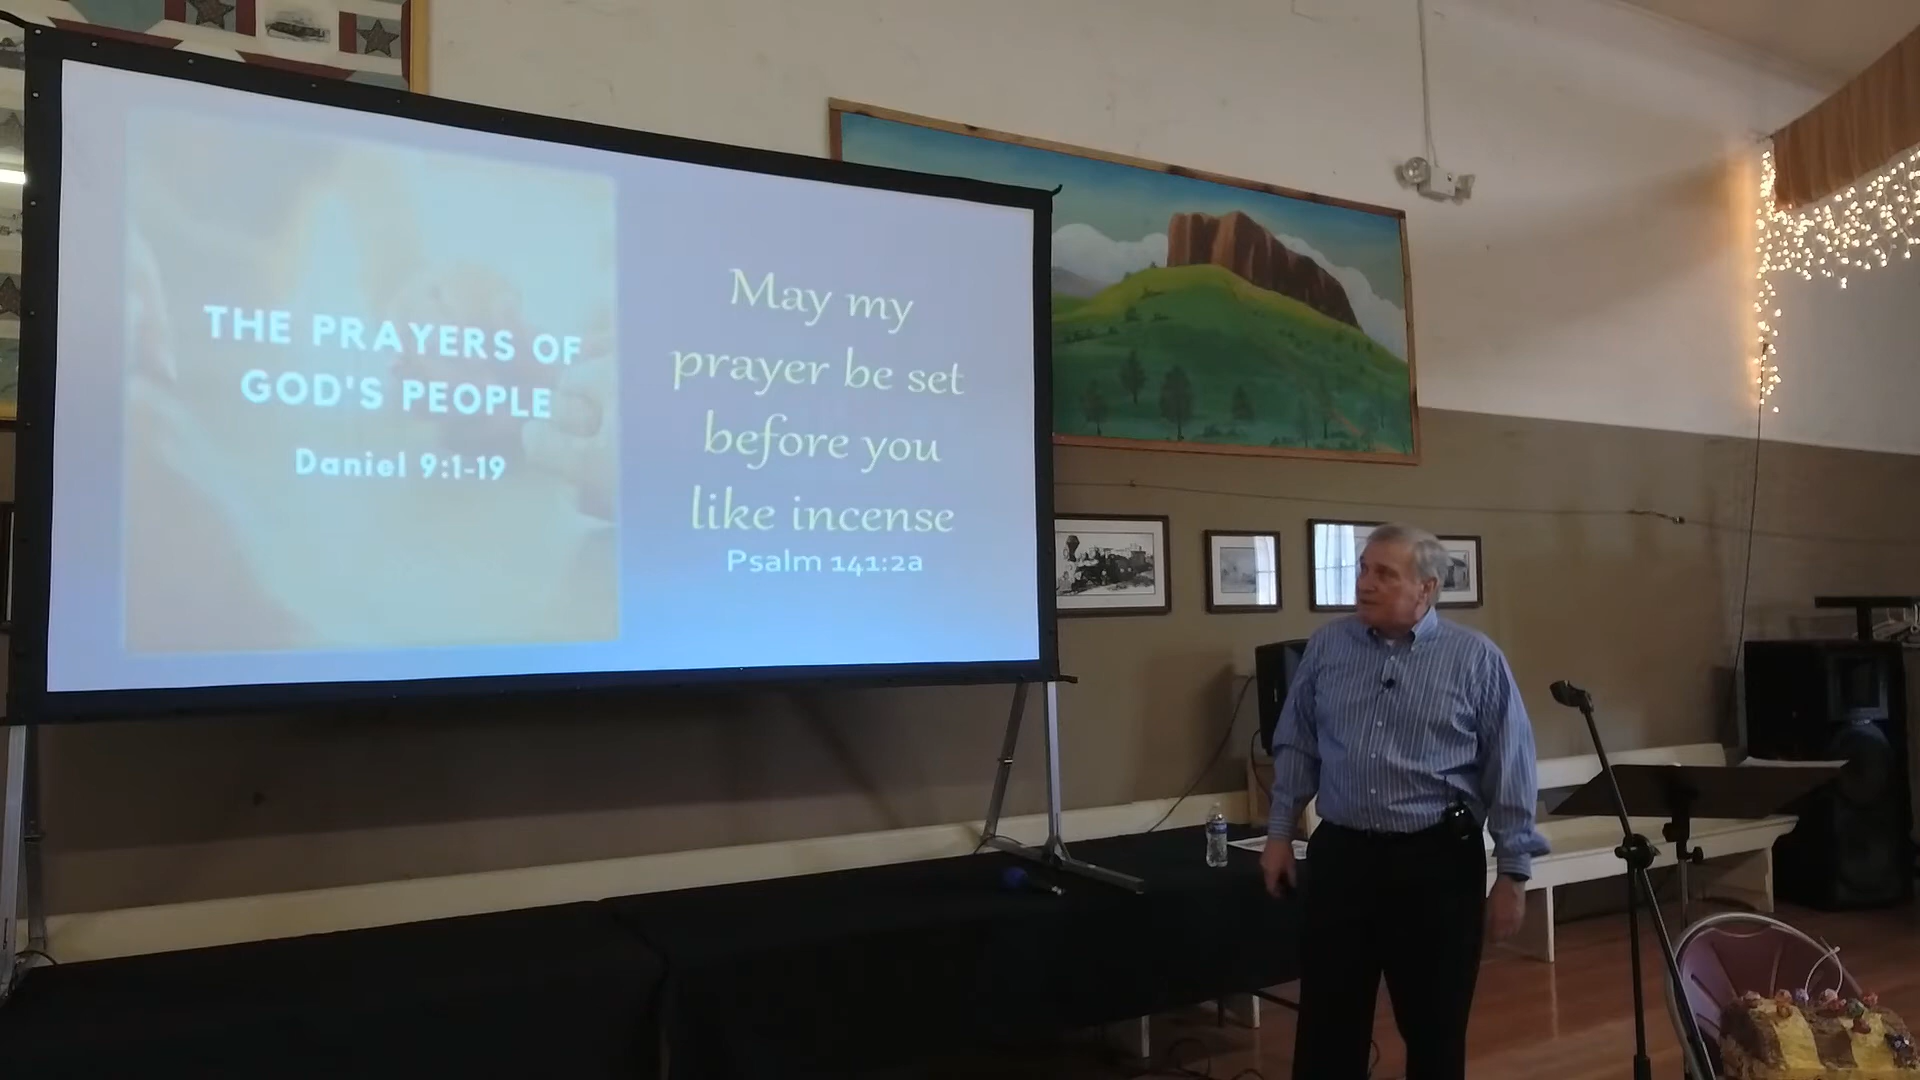 THE PRAYERS OF
GOD'S PEOPLE
Daniel 9:1-19
May my
prayer be set
before you
like incense
Psalm 141:2a